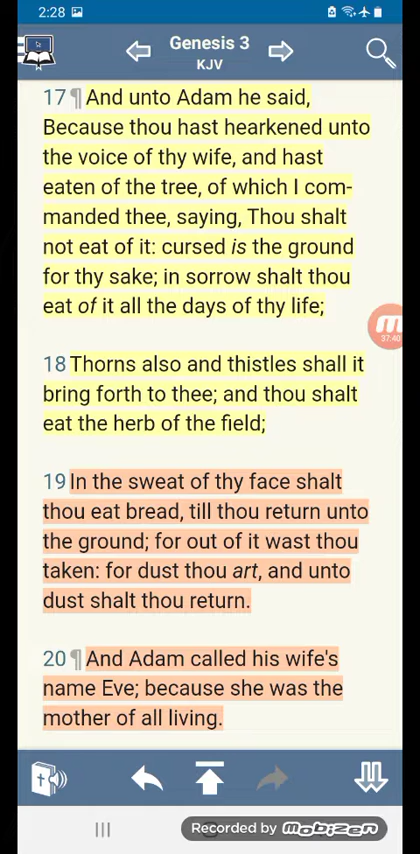 2:28
Genesis 3
KJV
17 ¶ And unto Adam he said,
Because thou hast hearkened unto
the voice of thy wife, and hast
eaten of the tree, of which I com-
manded thee, saying, Thou shalt
not eat of it: cursed is the ground
for thy sake; in sorrow shalt thou
eat of it all the days of thy life;
37:40
18 Thorns also and thistles shall it
bring forth to thee; and thou shalt
eat the herb of the field;
19 In the sweat of thy face shalt
thou eat bread, till thou return unto
the ground; for out of it wast thou
taken: for dust thou art, and unto
dust shalt thou return.
20 ¶ And Adam called his wife's
name Eve; because she was the
mother of all living.
Recorded by mobizen